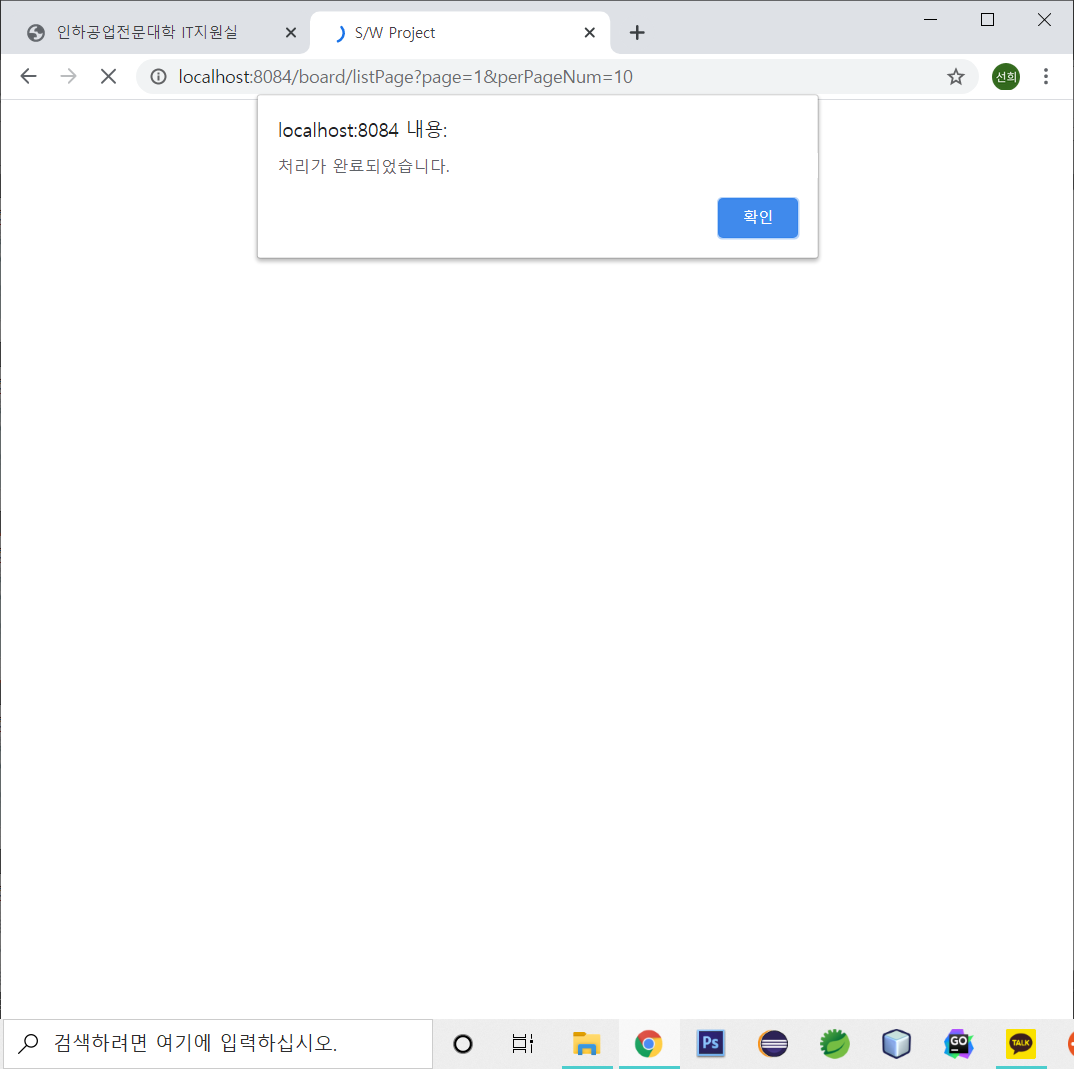 인하공업전문대학 IT지원실
S/W Project
localhost:8084/board/listPage?page=1&perPageNum=10
선희
localhost:8084 내용:
처리가 완료되었습니다.
확인
검색하려면 여기에 입력하십시오.
Ps
GO
TALK